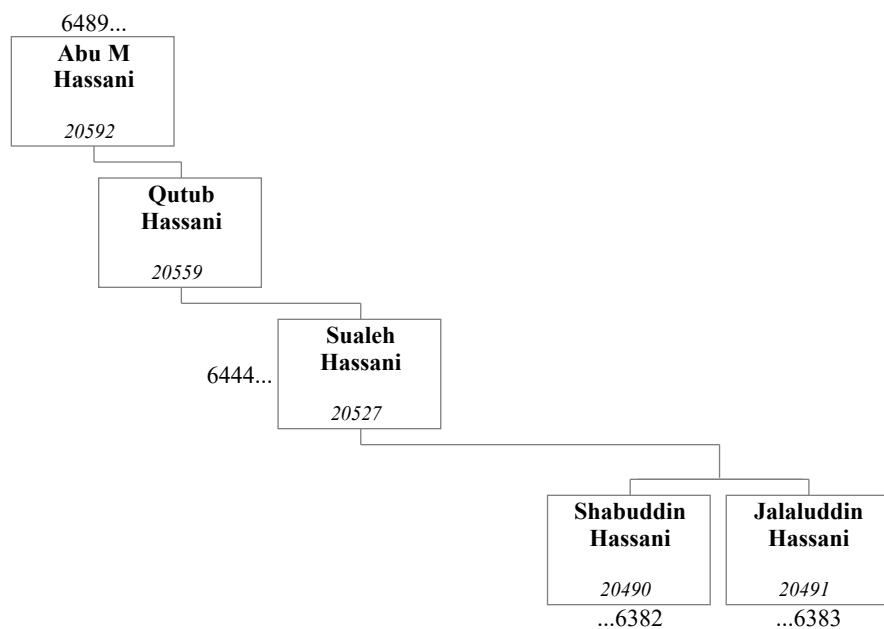 6489...
Abu M
Hassani
20592
Qutub
Hassani
20559
Sualeh
Hassani
6444...
20527
Shabuddin
Hassani
20490
...6382
Jalaluddin
Hassani
20491
...6383